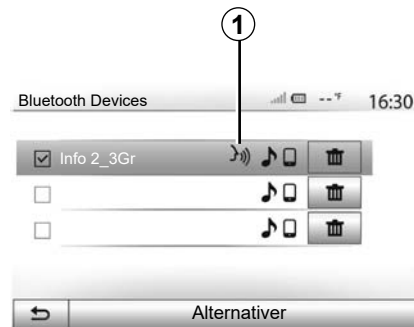 1
Bluetooth Devices --°F 16:30
Info 2_3Gr
Alternativer